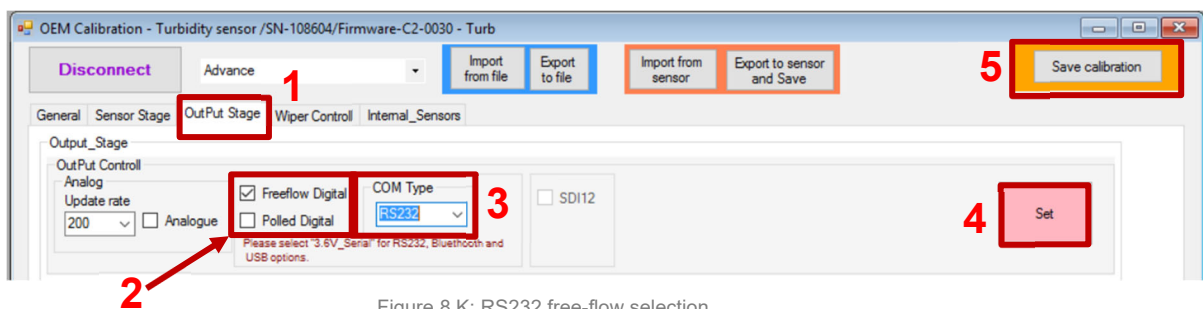 OEM Calibration - Turbidity sensor /SN-108604/Firmware-C2-0030 - Turb
Disconnect
Advance
Import from file
Export to file
Import from sensor
Export to sensor and Save
5
Save calibration
1
General
Sensor Stage
OutPut Stage
Wiper Controll
Internal_Sensors
Output_Stage
OutPut Controll
Analog
Update rate
200
Analogue
Freeflow Digital
Polled Digital
COM Type
RS232
3
SDI12
4
Set
Please select "3.6V_Serial" for RS232, Bluethooth and
USB options.
2
Figure 8 K: RS232 free-flow selection